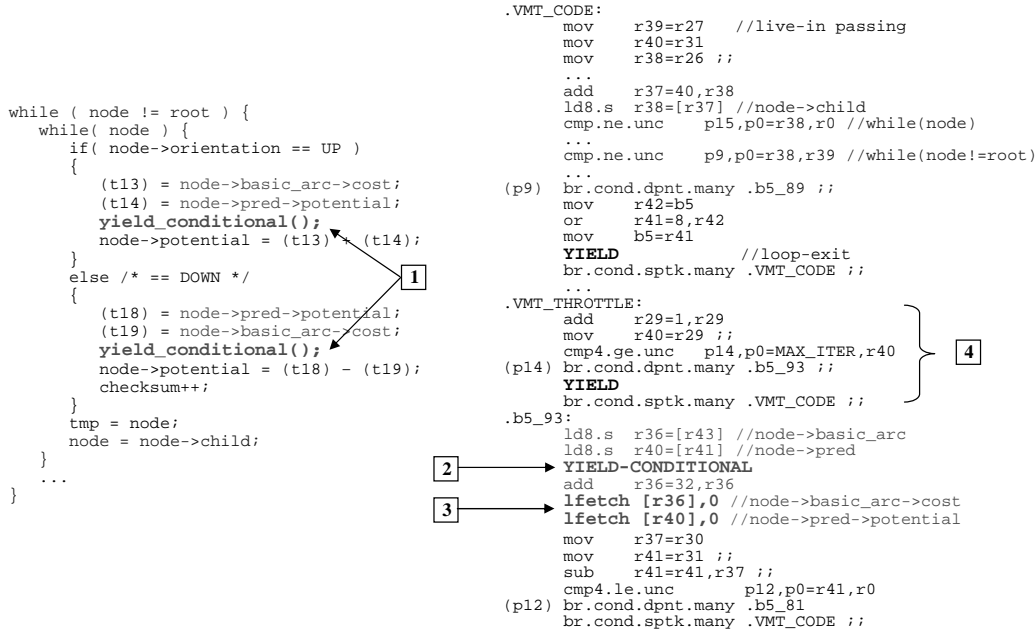 while ( node != root ) {
while( node ) {
if( node->orientation == UP )
{
(t13) = node->basic_arc->cost;
(t14) = node->pred->potential;
yield_conditional();
node->potential = (t13) + (t14);
}
else /* == DOWN */
{
(t18) = node->pred->potential;
(t19) = node->basic_arc->cost;
yield_conditional();
node->potential = (t18) – (t19);
checksum++;
}
tmp = node;
node = node->child;
}
...
}
1
.VMT_CODE:
mov r39=r27 //live-in passing
mov r40=r31
mov r38=r26 ;;
...
add r37=40,r38
ld8.s r38=[r37] //node->child
cmp.ne.unc p15,p0=r38,r0 //while(node)
...
cmp.ne.unc p9,p0=r38,r39 //while(node!=root)
...
(p9) br.cond.dpnt.many .b5_89 ;;
mov r42=b5
or r41=8,r42
mov b5=r41
YIELD //loop-exit
br.cond.sptk.many .VMT_CODE ;;
...
.VMT_THROTTLE:
add r29=1,r29
mov r40=r29 ;;
cmp4.ge.unc p14,p0=MAX_ITER,r40
(p14) br.cond.dpnt.many .b5_93 ;;
YIELD
br.cond.sptk.many .VMT_CODE ;;
4
.b5_93:
ld8.s r36=[r43] //node->basic_arc
ld8.s r40=[r41] //node->pred
2
YIELD-CONDITIONAL
add r36=32,r36
3
lfetch [r36],0 //node->basic_arc->cost
lfetch [r40],0 //node->pred->potential
mov r37=r30
mov r41=r31 ;;
sub r41=r41,r37 ;;
cmp4.le.unc p12,p0=r41,r0
(p12) br.cond.dpnt.many .b5_81
br.cond.sptk.many .VMT_CODE ;;